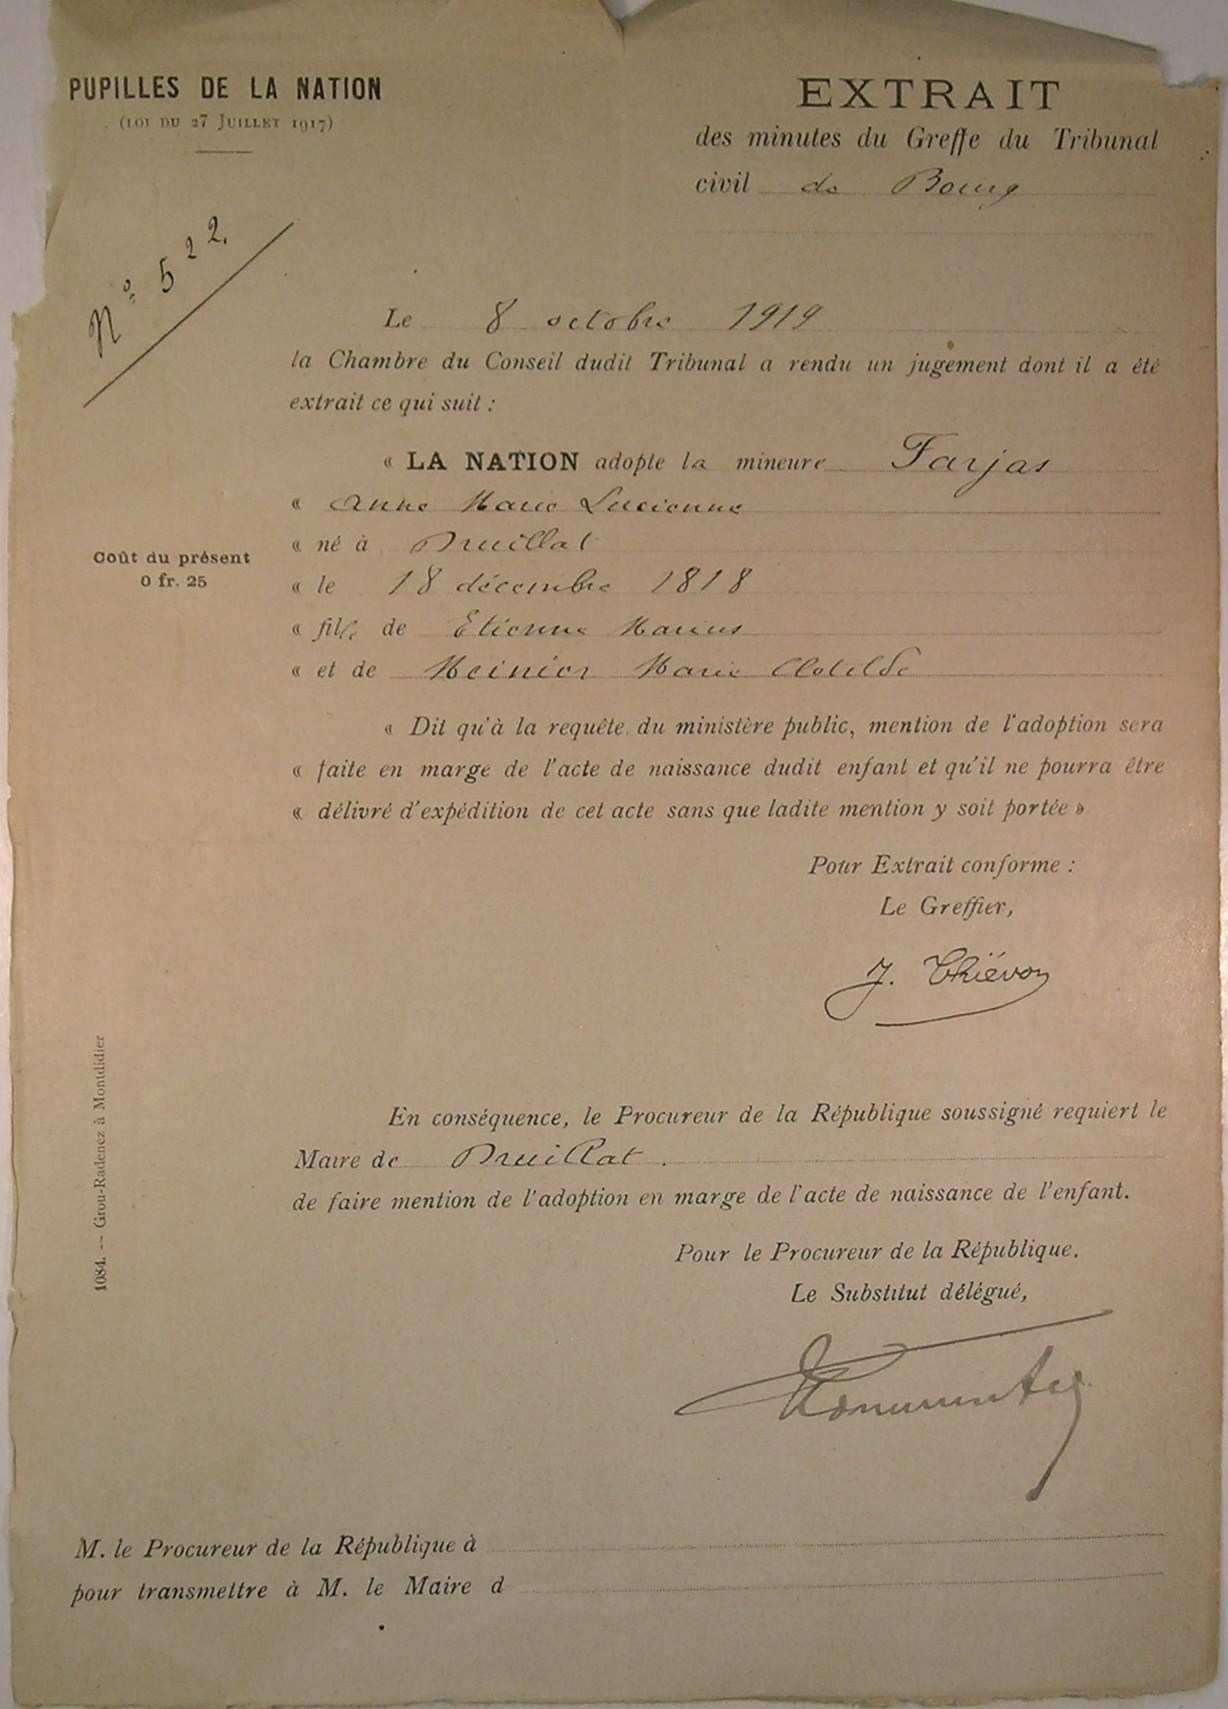 PUPILLES DE LA NATION
(LOI DU 27 JUILLET 1917)
EXTRAIT
des minutes du Greffe du Tribunal
civil de Bourg
N° 522.
Le 8 octobre 1919
la Chambre du Conseil dudit Tribunal a rendu un jugement dont il a été
extrait ce qui suit :
« LA NATION adopte la mineure Farjas
« Anne Marie Lucienne
« né à Druillat
Coût du présent
0 fr. 25
« le 18 décembre 1818
« fille de Etienne Marius
« et de Meinier Marie Clotilde
« Dit qu'à la requête du ministère public, mention de l'adoption sera
« faite en marge de l'acte de naissance dudit enfant et qu'il ne pourra être
« délivré d'expédition de cet acte sans que ladite mention y soit portée »
Pour Extrait conforme :
Le Greffier,
J. Thiévon
1084. -- Grou-Radenez à Montdidier
En conséquence, le Procureur de la République soussigné requiert le
Maire de Druillat.
de faire mention de l'adoption en marge de l'acte de naissance de l'enfant.
Pour le Procureur de la République.
Le Substitut délégué,
M. le Procureur de la République à
pour transmettre à M. le Maire d